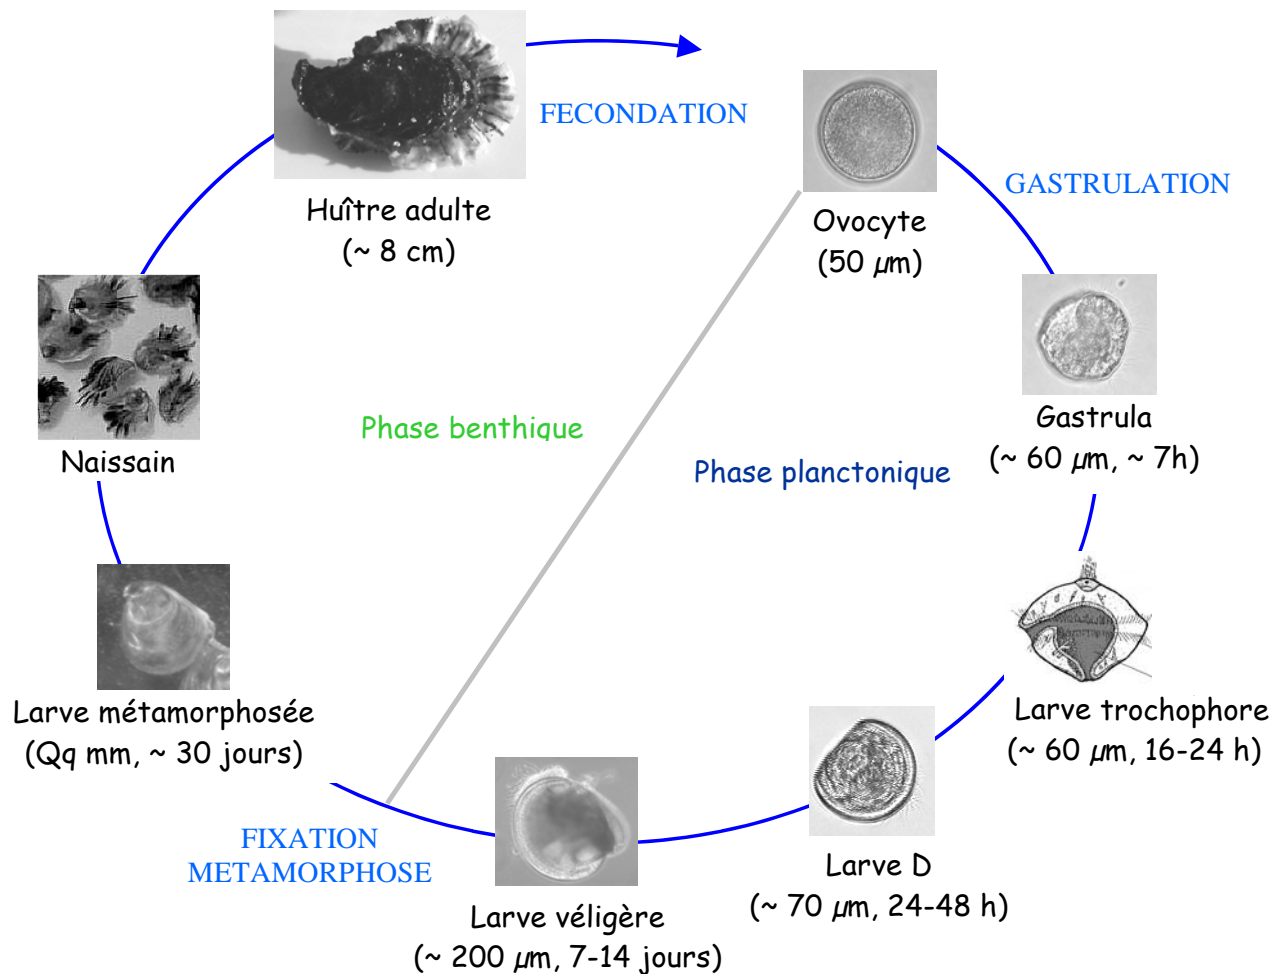 FECONDATION
Huître adulte
(~ 8 cm)
Ovocyte
(50 µm)
GASTRULATION
Gastrula
(~ 60 µm, ~ 7h)
Naissain
Phase benthique
Phase planctonique
Larve métamorphosée
(Qq mm, ~ 30 jours)
Larve trochophore
(~ 60 µm, 16-24 h)
FIXATION
METAMORPHOSE
Larve D
(~ 70 µm, 24-48 h)
Larve véligère
(~ 200 µm, 7-14 jours)